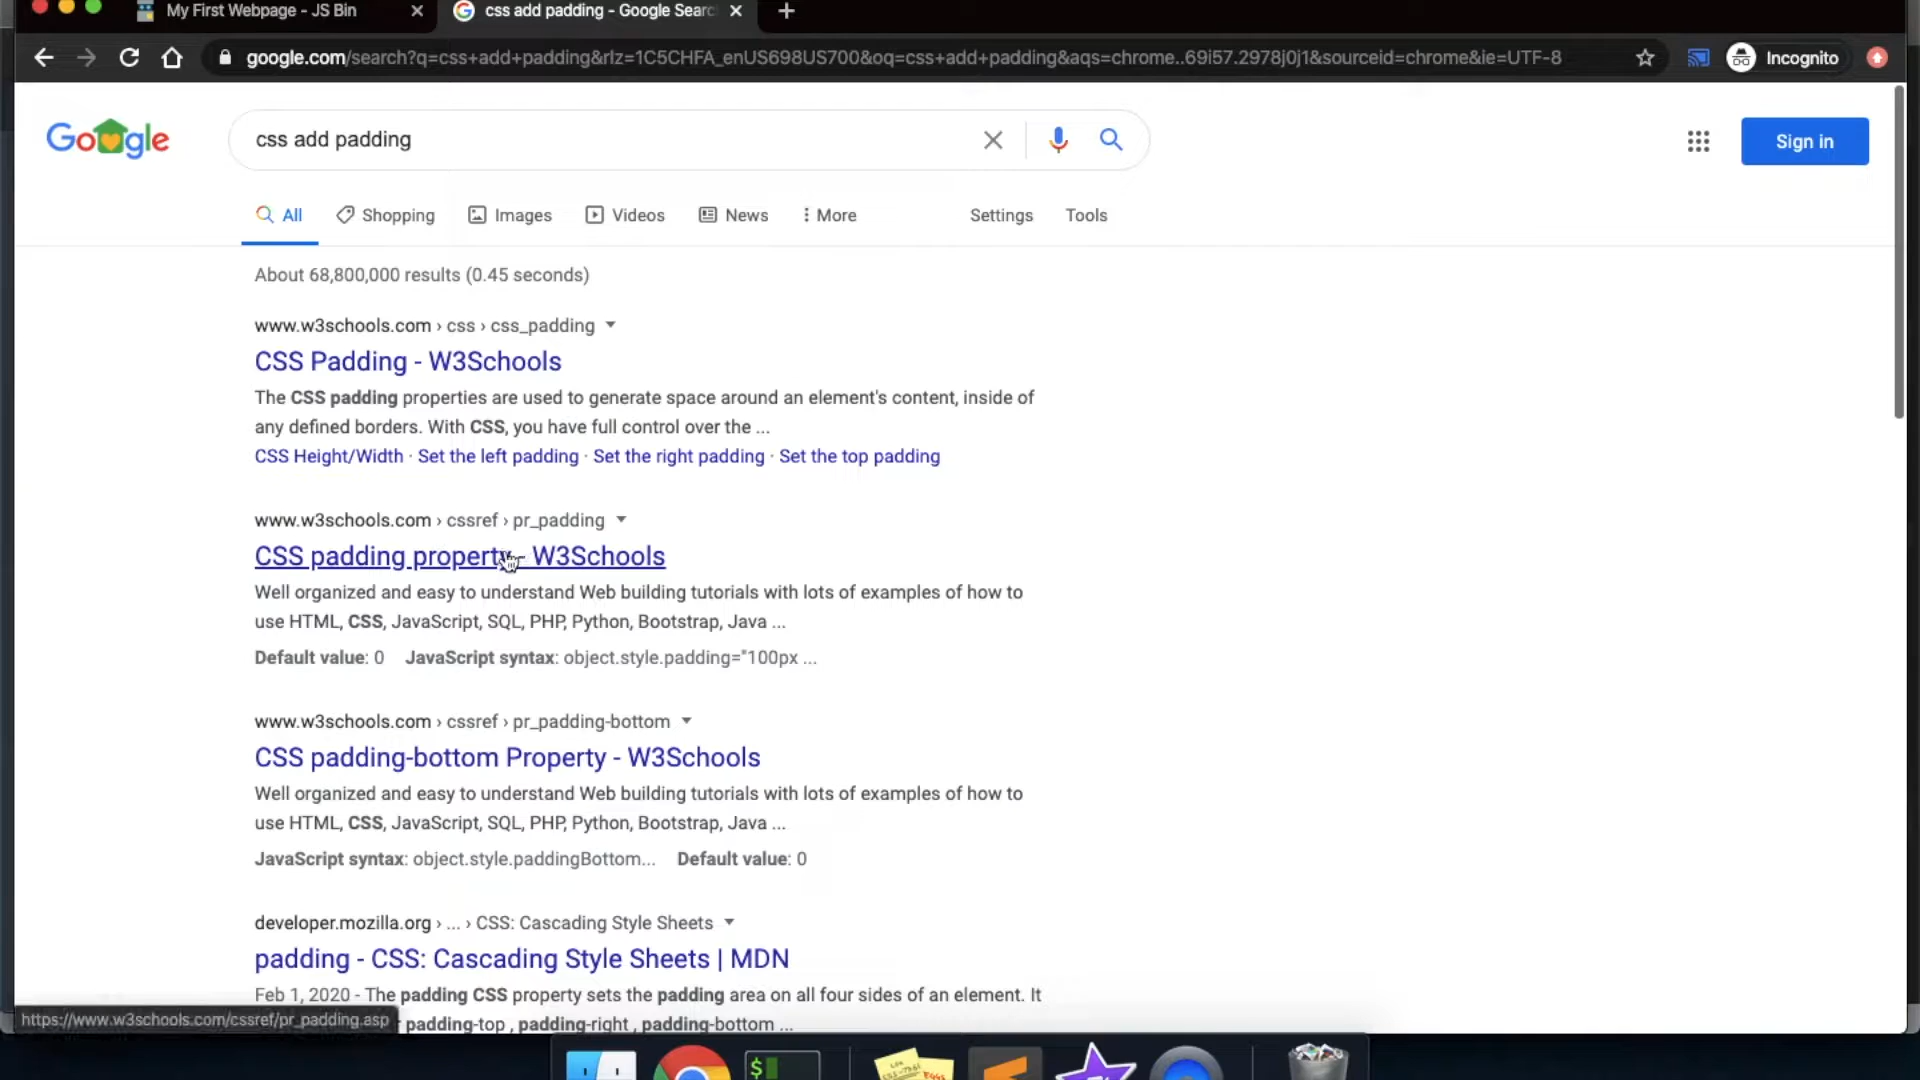 My First Webpage - JS Bin
css add padding - Google Searc
google.com/search?q=css+add+padding&rlz=1C5CHFA_enUS698US700&oq=css+add+padding&aqs=chrome..69i57.2978j0j1&sourceid=chrome&ie=UTF-8
Incognito
Google
css add padding
Sign in
All Shopping Images Videos News More Settings Tools
About 68,800,000 results (0.45 seconds)
www.w3schools.com › css › css_padding
CSS Padding - W3Schools
The CSS padding properties are used to generate space around an element's content, inside of
any defined borders. With CSS, you have full control over the ...
CSS Height/Width · Set the left padding · Set the right padding · Set the top padding
www.w3schools.com › cssref › pr_padding
CSS padding property - W3Schools
Well organized and easy to understand Web building tutorials with lots of examples of how to
use HTML, CSS, JavaScript, SQL, PHP, Python, Bootstrap, Java ...
Default value: 0 JavaScript syntax: object.style.padding="100px ...
www.w3schools.com › cssref › pr_padding-bottom
CSS padding-bottom Property - W3Schools
Well organized and easy to understand Web building tutorials with lots of examples of how to
use HTML, CSS, JavaScript, SQL, PHP, Python, Bootstrap, Java ...
JavaScript syntax: object.style.paddingBottom... Default value: 0
developer.mozilla.org › ... › CSS: Cascading Style Sheets
padding - CSS: Cascading Style Sheets | MDN
Feb 1, 2020 - The padding CSS property sets the padding area on all four sides of an element. It
padding-top , padding-right , padding-bottom ...
https://www.w3schools.com/cssref/pr_padding.asp
$
EGGS